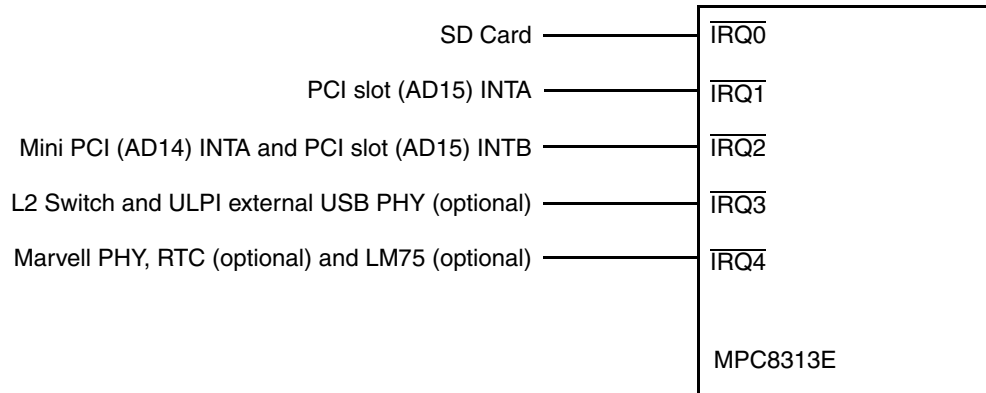 SD Card IRQ0
PCI slot (AD15) INTA IRQ1
Mini PCI (AD14) INTA and PCI slot (AD15) INTB IRQ2
L2 Switch and ULPI external USB PHY (optional) IRQ3
Marvell PHY, RTC (optional) and LM75 (optional) IRQ4
MPC8313E